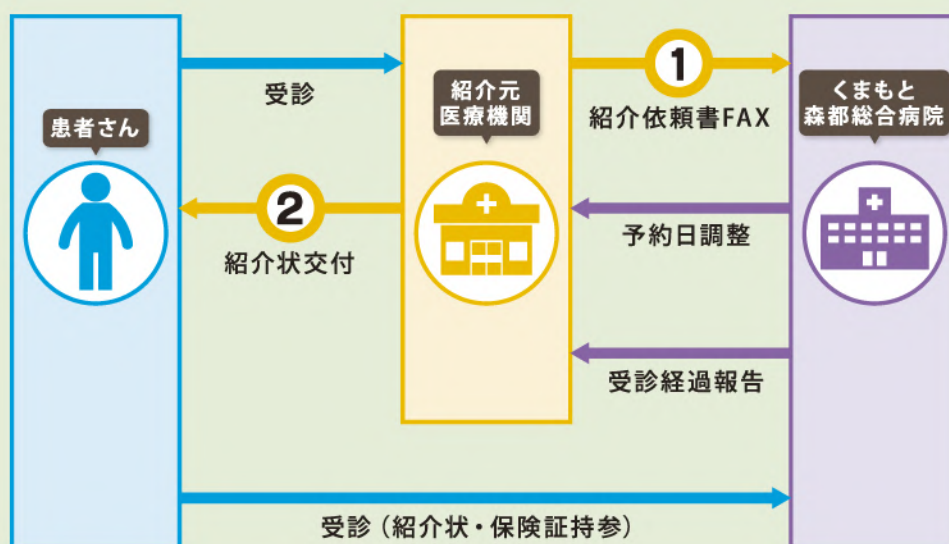 患者さん
受診
紹介元
医療機関
1
紹介依頼書FAX
くまもと
森都総合病院
2
紹介状交付
予約日調整
受診経過報告
受診（紹介状・保険証持参）